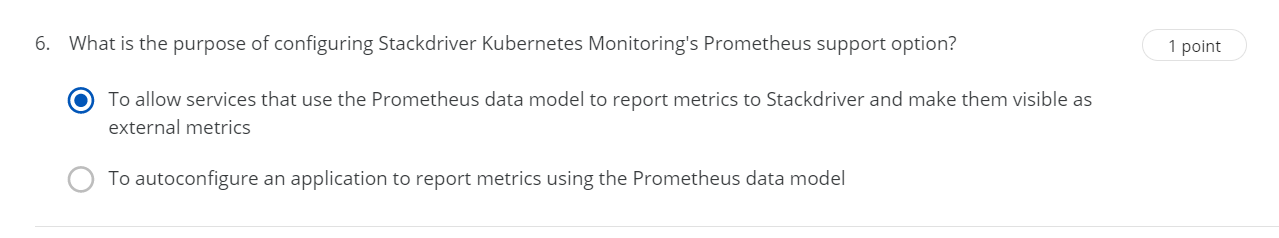 6. What is the purpose of configuring Stackdriver Kubernetes Monitoring's Prometheus support option?
1 point
To allow services that use the Prometheus data model to report metrics to Stackdriver and make them visible as
external metrics
To autoconfigure an application to report metrics using the Prometheus data model